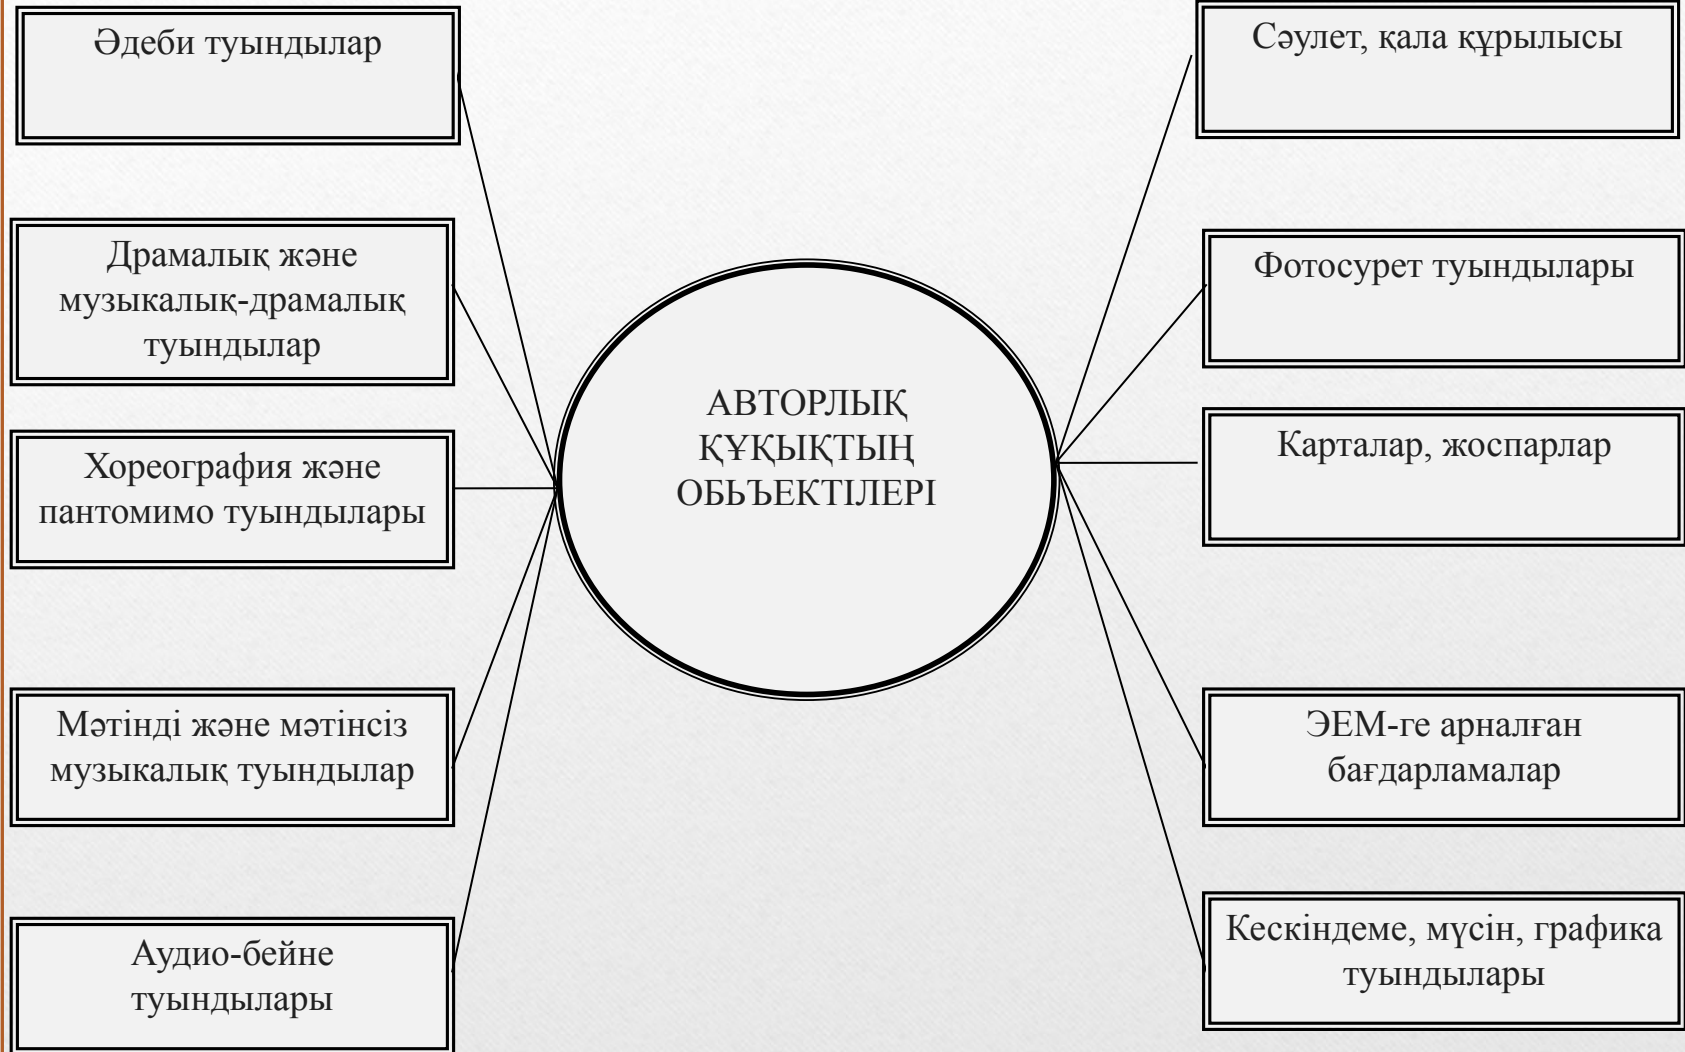 Әдеби туындылар
Драмалық және
музыкалық-драмалық
туындылар
Хореография және
пантомимо туындылары
Мәтінді және мәтінсіз
музыкалық туындылар
Аудио-бейне
туындылары
АВТОРЛЫҚ
ҚҰҚЫҚТЫҢ
ОБЬЪЕКТІЛЕРІ
Сәулет, қала құрылысы
Фотосурет туындылары
Карталар, жоспарлар
ЭЕМ-ге арналған
бағдарламалар
Кескіндеме, мүсін, графика
туындылары